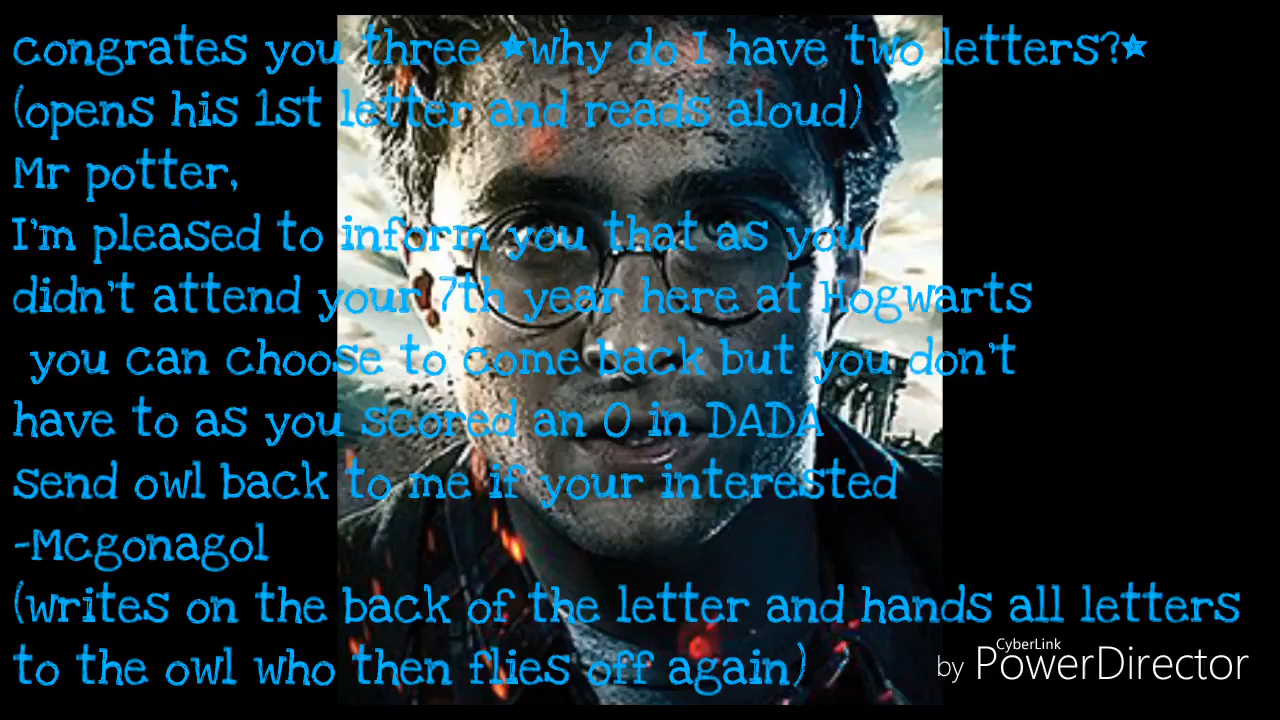 congrates you three ★why do I have two letters?★
(opens his 1st letter and reads aloud)
Mr potter,
I'm pleased to inform you that as you
didn't attend your 7th year here at Hogwarts
you can choose to come back but you don't
have to as you scored an O in DADA
send owl back to me if your interested
-Mcgonagol
(writes on the back of the letter and hands all letters
to the owl who then flies off again)
CyberLink
by PowerDirector